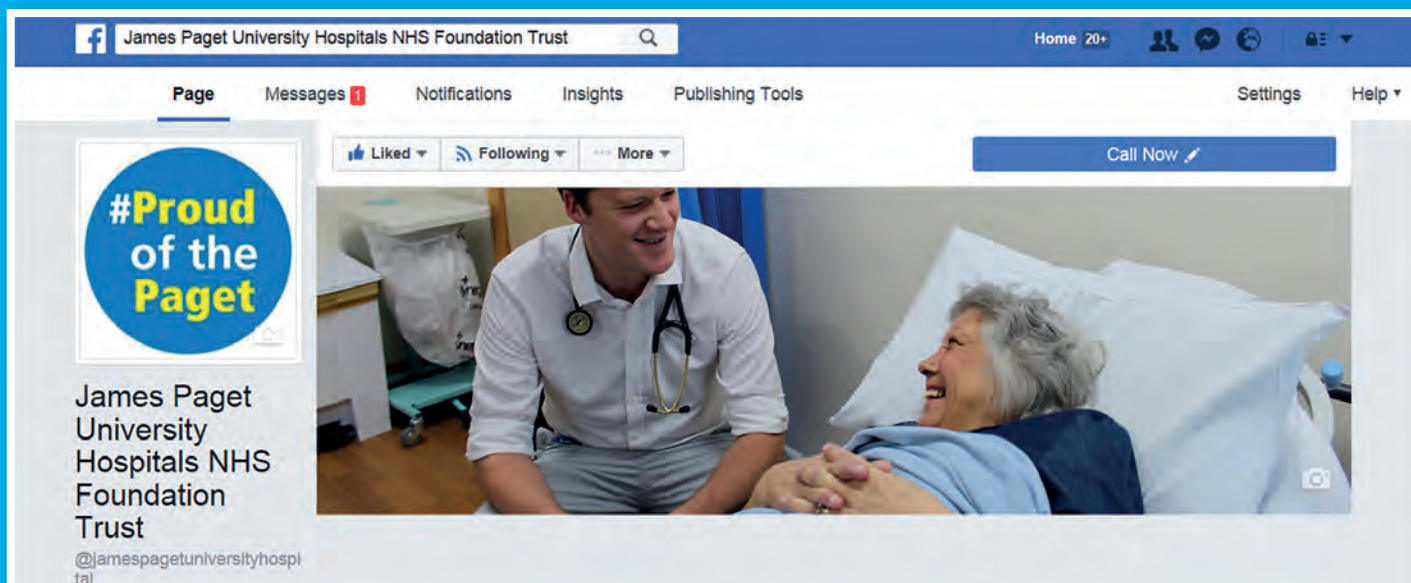 James Paget University Hospitals NHS Foundation Trust
Home 20+
Page Messages 1 Notifications Insights Publishing Tools Settings Help
Liked Following More Call Now
#Proud
of the
Paget
James Paget
University
Hospitals NHS
Foundation
Trust
@jamespagetuniversityhospi
tal